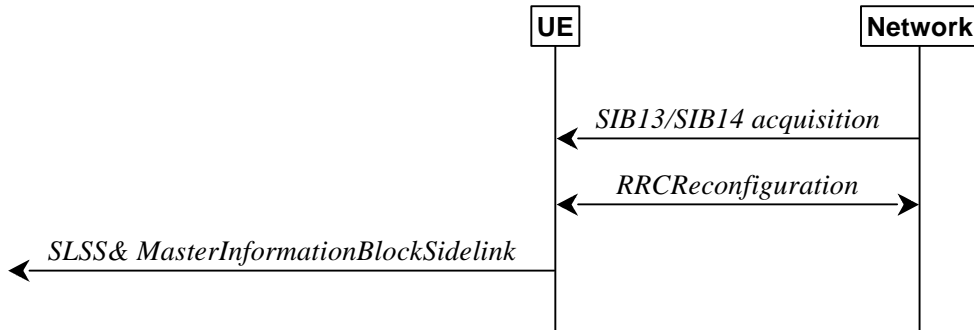 UE
Network
SIB13/SIB14 acquisition
RRCReconfiguration
SLSS& MasterInformationBlockSidelink